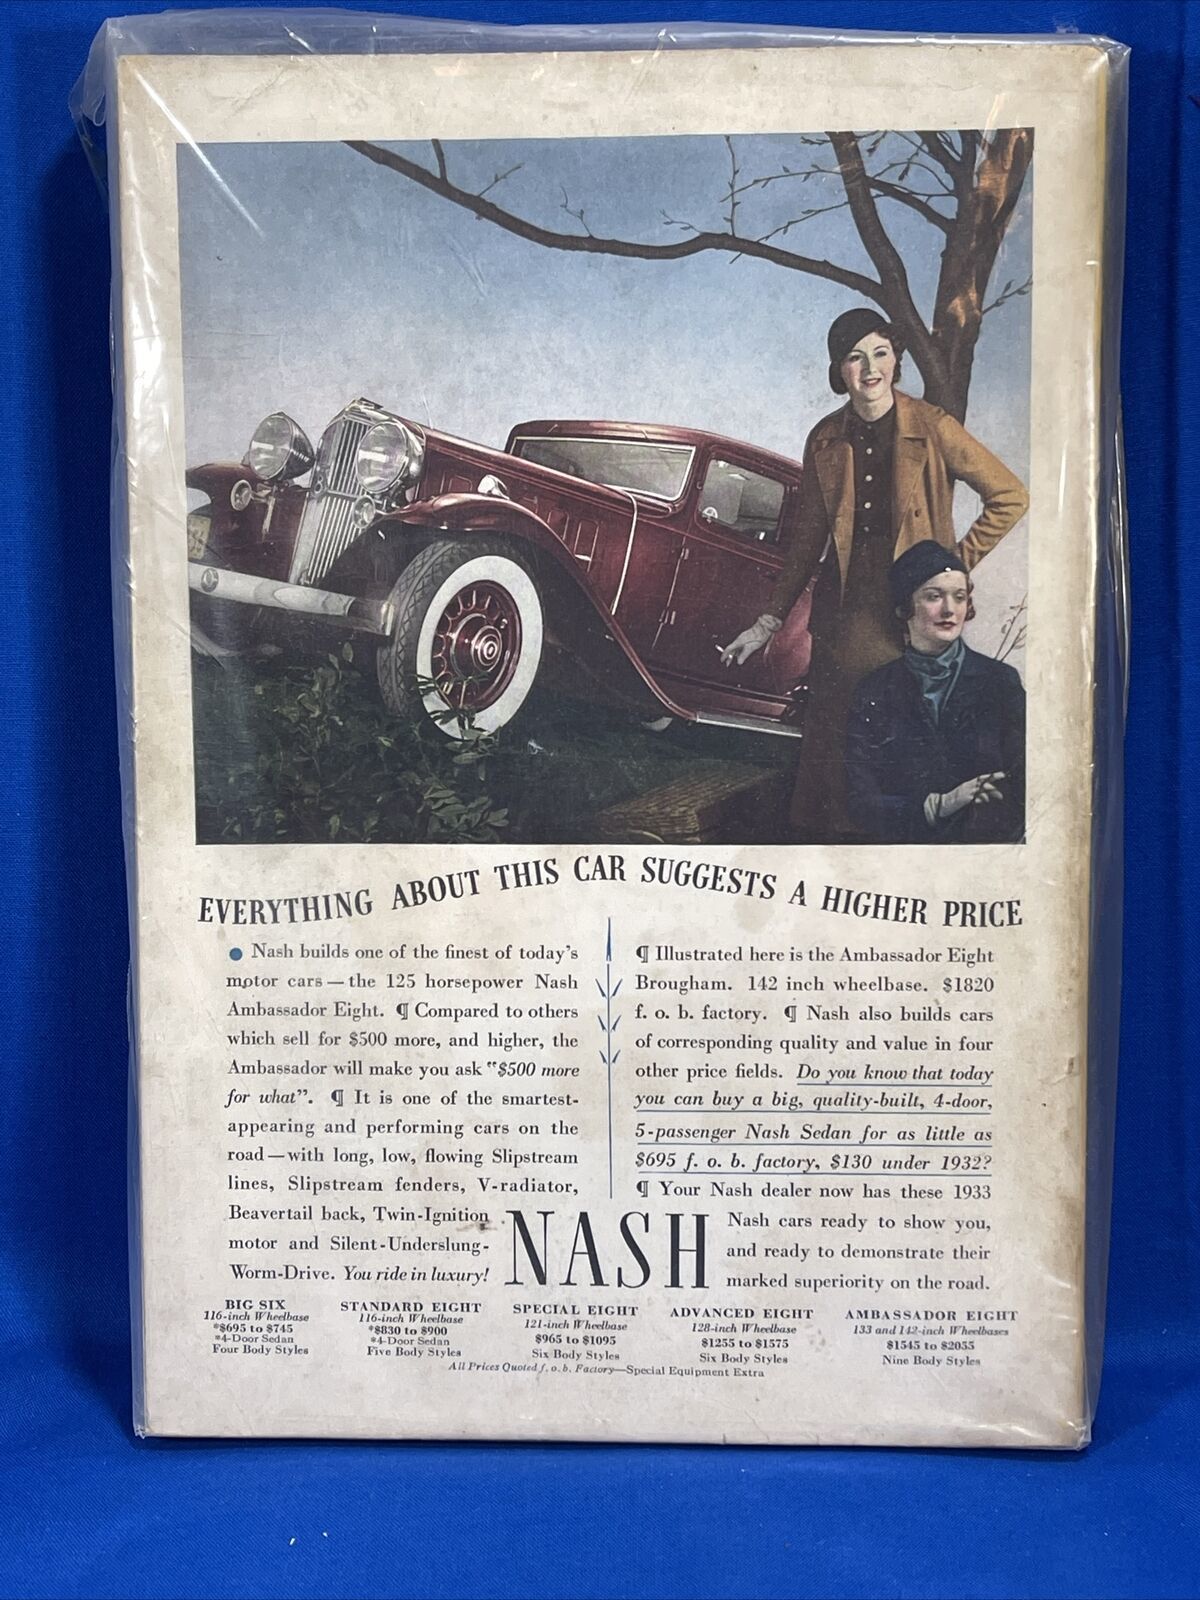 EVERYTHING ABOUT THIS CAR SUGGESTS A HIGHER PRICE
● Nash builds one of the finest of today's
motor cars—the 125 horsepower Nash
Ambassador Eight. ¶ Compared to others
which sell for $500 more, and higher, the
Ambassador will make you ask "$500 more
for what". ¶ It is one of the smartest-
appearing and performing cars on the
road—with long, low, flowing Slipstream
lines, Slipstream fenders, V-radiator,
Beavertail back, Twin-Ignition
motor and Silent-Underslung-
Worm-Drive. You ride in luxury!
¶ Illustrated here is the Ambassador Eight
Brougham. 142 inch wheelbase. $1820
f. o. b. factory. ¶ Nash also builds cars
of corresponding quality and value in four
other price fields. Do you know that today
you can buy a big, quality-built, 4-door,
5-passenger Nash Sedan for as little as
$695 f. o. b. factory, $130 under 1932?
¶ Your Nash dealer now has these 1933
Nash cars ready to show you,
and ready to demonstrate their
marked superiority on the road.
NASH
BIG SIX
116-inch Wheelbase
*$695 to $745
*4-Door Sedan
Four Body Styles
STANDARD EIGHT
116-inch Wheelbase
*$830 to $900
*4-Door Sedan
Five Body Styles
SPECIAL EIGHT
121-inch Wheelbase
$965 to $1095
Six Body Styles
ADVANCED EIGHT
128-inch Wheelbase
$1255 to $1575
Six Body Styles
AMBASSADOR EIGHT
133 and 142-inch Wheelbases
$1545 to $2055
Nine Body Styles
All Prices Quoted f. o. b. Factory—Special Equipment Extra